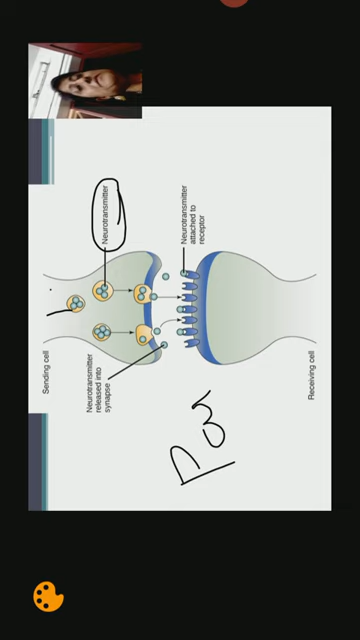 Sending cell
Neurotransmitter
Neurotransmitter
released into
synapse
Neurotransmitter
attached to
receptor
Receiving cell